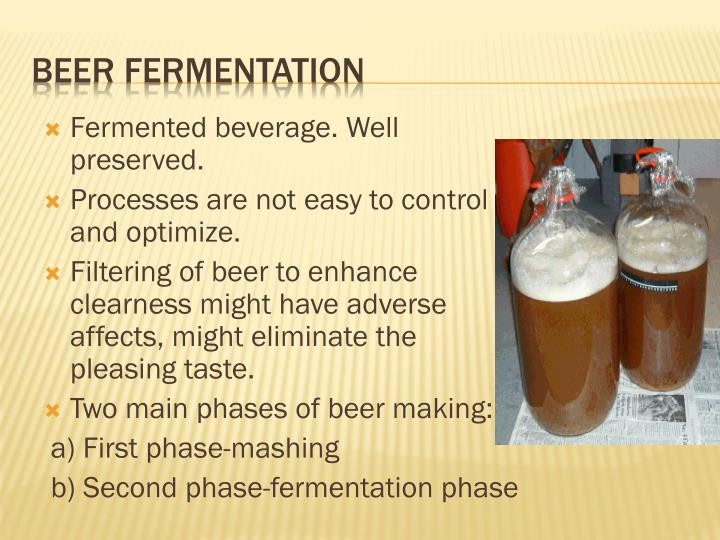 BEER FERMENTATION
Fermented beverage. Well
preserved.
Processes are not easy to control
and optimize.
Filtering of beer to enhance
clearness might have adverse
affects, might eliminate the
pleasing taste.
Two main phases of beer making:
a) First phase-mashing
b) Second phase-fermentation phase